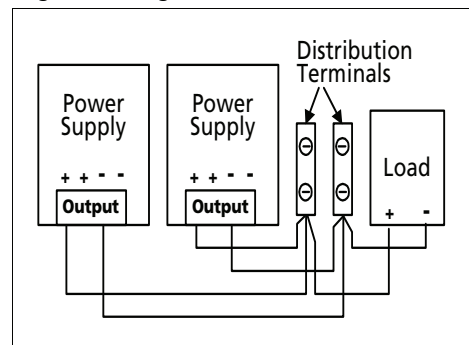 Distribution
Terminals
Power
Supply
+ + - -
Output
Power
Supply
+ + - -
Output
Load
+ -